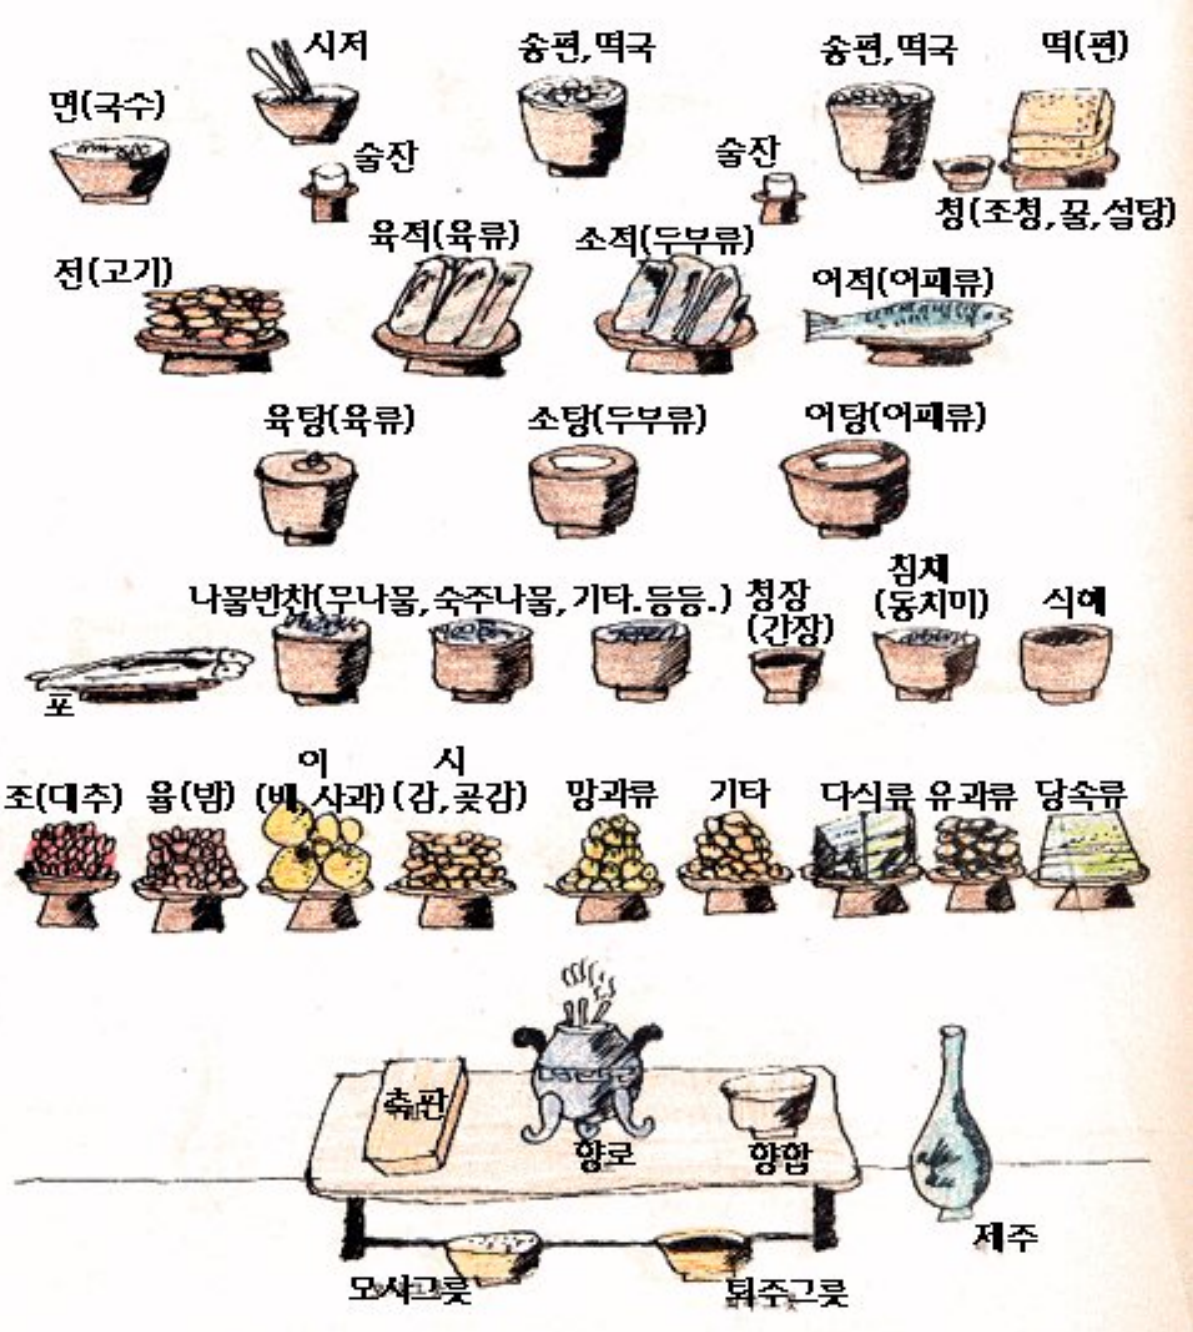 시저
송편,떡국
송편,떡국
떡(편)
면(국수)
술잔
술잔
청(조청,꿀,설탕)
육적(육류)
소적(두부류)
전(고기)
어적(어패류)
육탕(육류)
소탕(두부류)
어탕(어패류)
나물반찬(무나물,숙주나물,기타.등등.)
청장
(간장)
침채
(동치미)
식혜
포
조(대추)
율(밤)
이
(배,사과)
시
(감,곶감)
망과류
기타
다식류
유과류
당속류
축판
향로
향합
제주
모사그릇
퇴주그릇